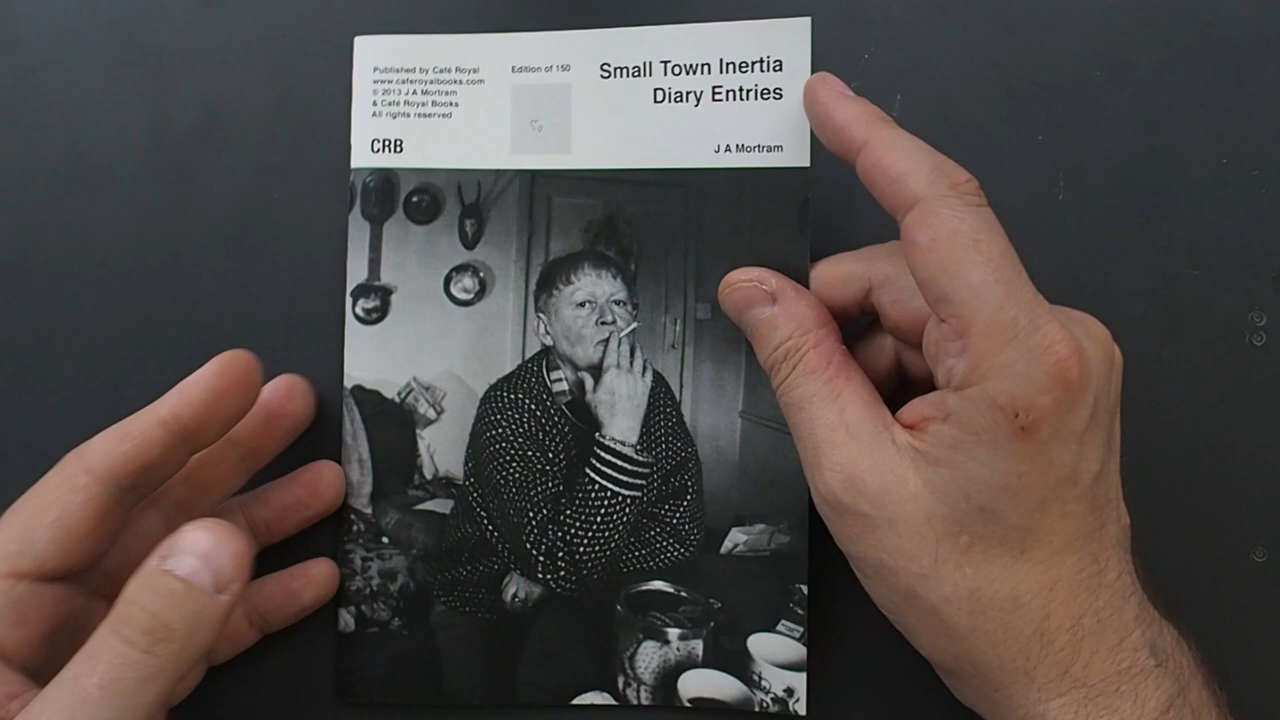 Published by Café Royal
www.caferoyalbooks.com
© 2013 J A Mortram
& Café Royal Books
All rights reserved
CRB
Edition of 150
Small Town Inertia
Diary Entries
J A Mortram